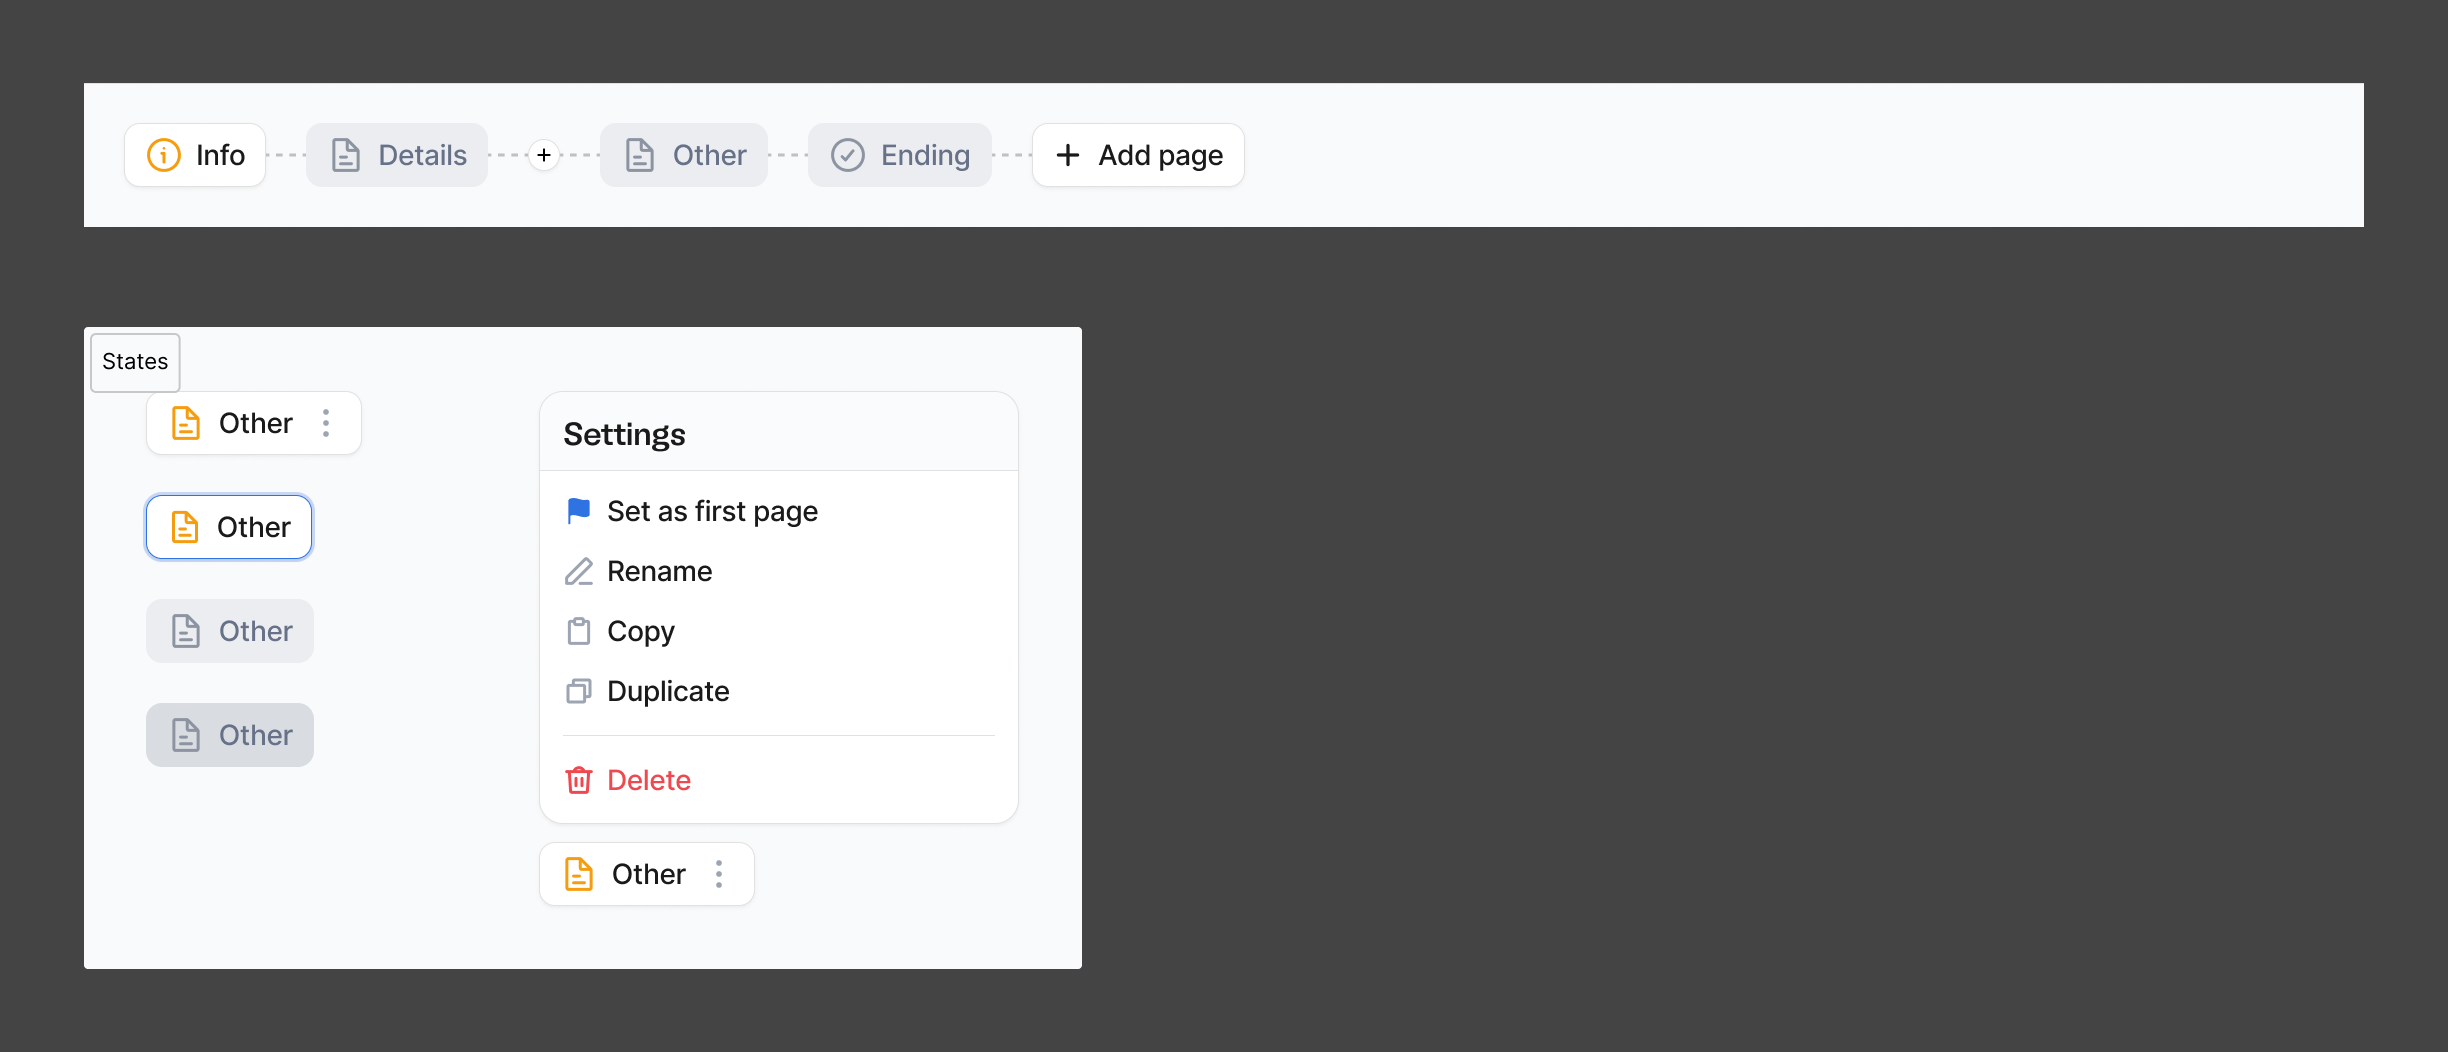 Info
Details
Other
Ending
Add page
States
Other
Other
Other
Other
Settings
Set as first page
Rename
Copy
Duplicate
Delete
Other